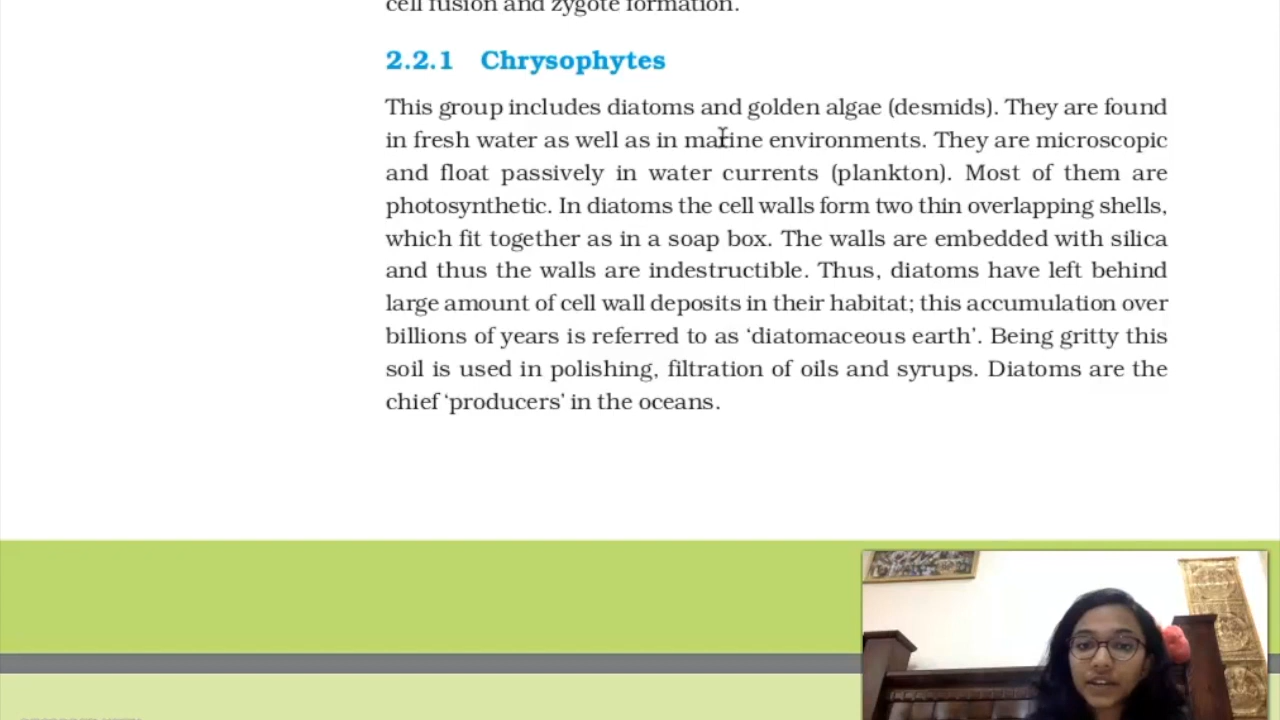 cell fusion and zygote formation.
2.2.1 Chrysophytes
This group includes diatoms and golden algae (desmids). They are found
in fresh water as well as in marine environments. They are microscopic
and float passively in water currents (plankton). Most of them are
photosynthetic. In diatoms the cell walls form two thin overlapping shells,
which fit together as in a soap box. The walls are embedded with silica
and thus the walls are indestructible. Thus, diatoms have left behind
large amount of cell wall deposits in their habitat; this accumulation over
billions of years is referred to as ‘diatomaceous earth’. Being gritty this
soil is used in polishing, filtration of oils and syrups. Diatoms are the
chief ‘producers’ in the oceans.